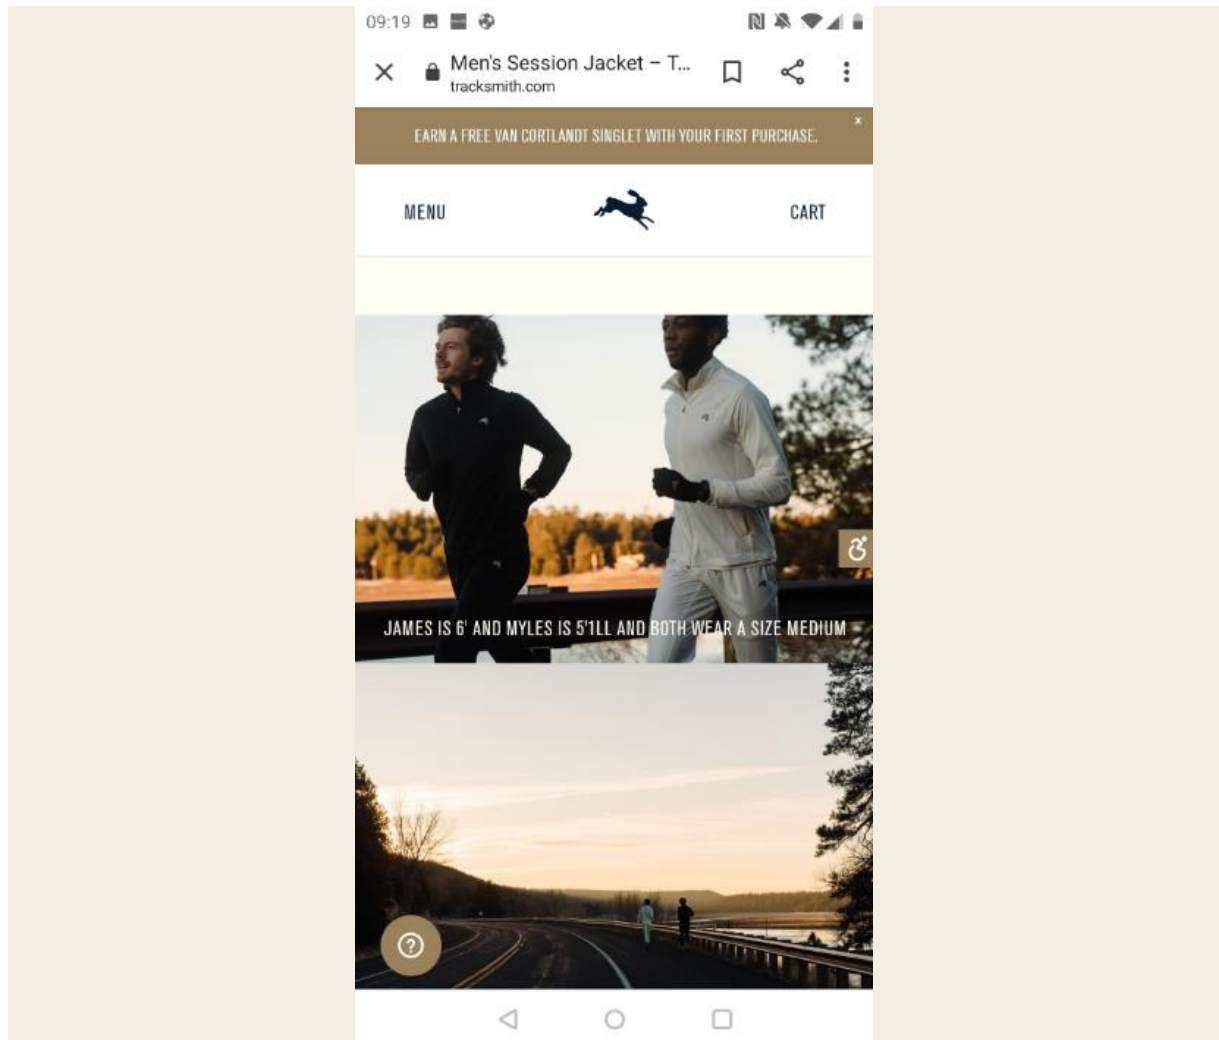 09:19
Men's Session Jacket – T...
tracksmith.com
EARN A FREE VAN CORTLANDT SINGLET WITH YOUR FIRST PURCHASE.
x
MENU
CART
JAMES IS 6' AND MYLES IS 5'1LL AND BOTH WEAR A SIZE MEDIUM
?